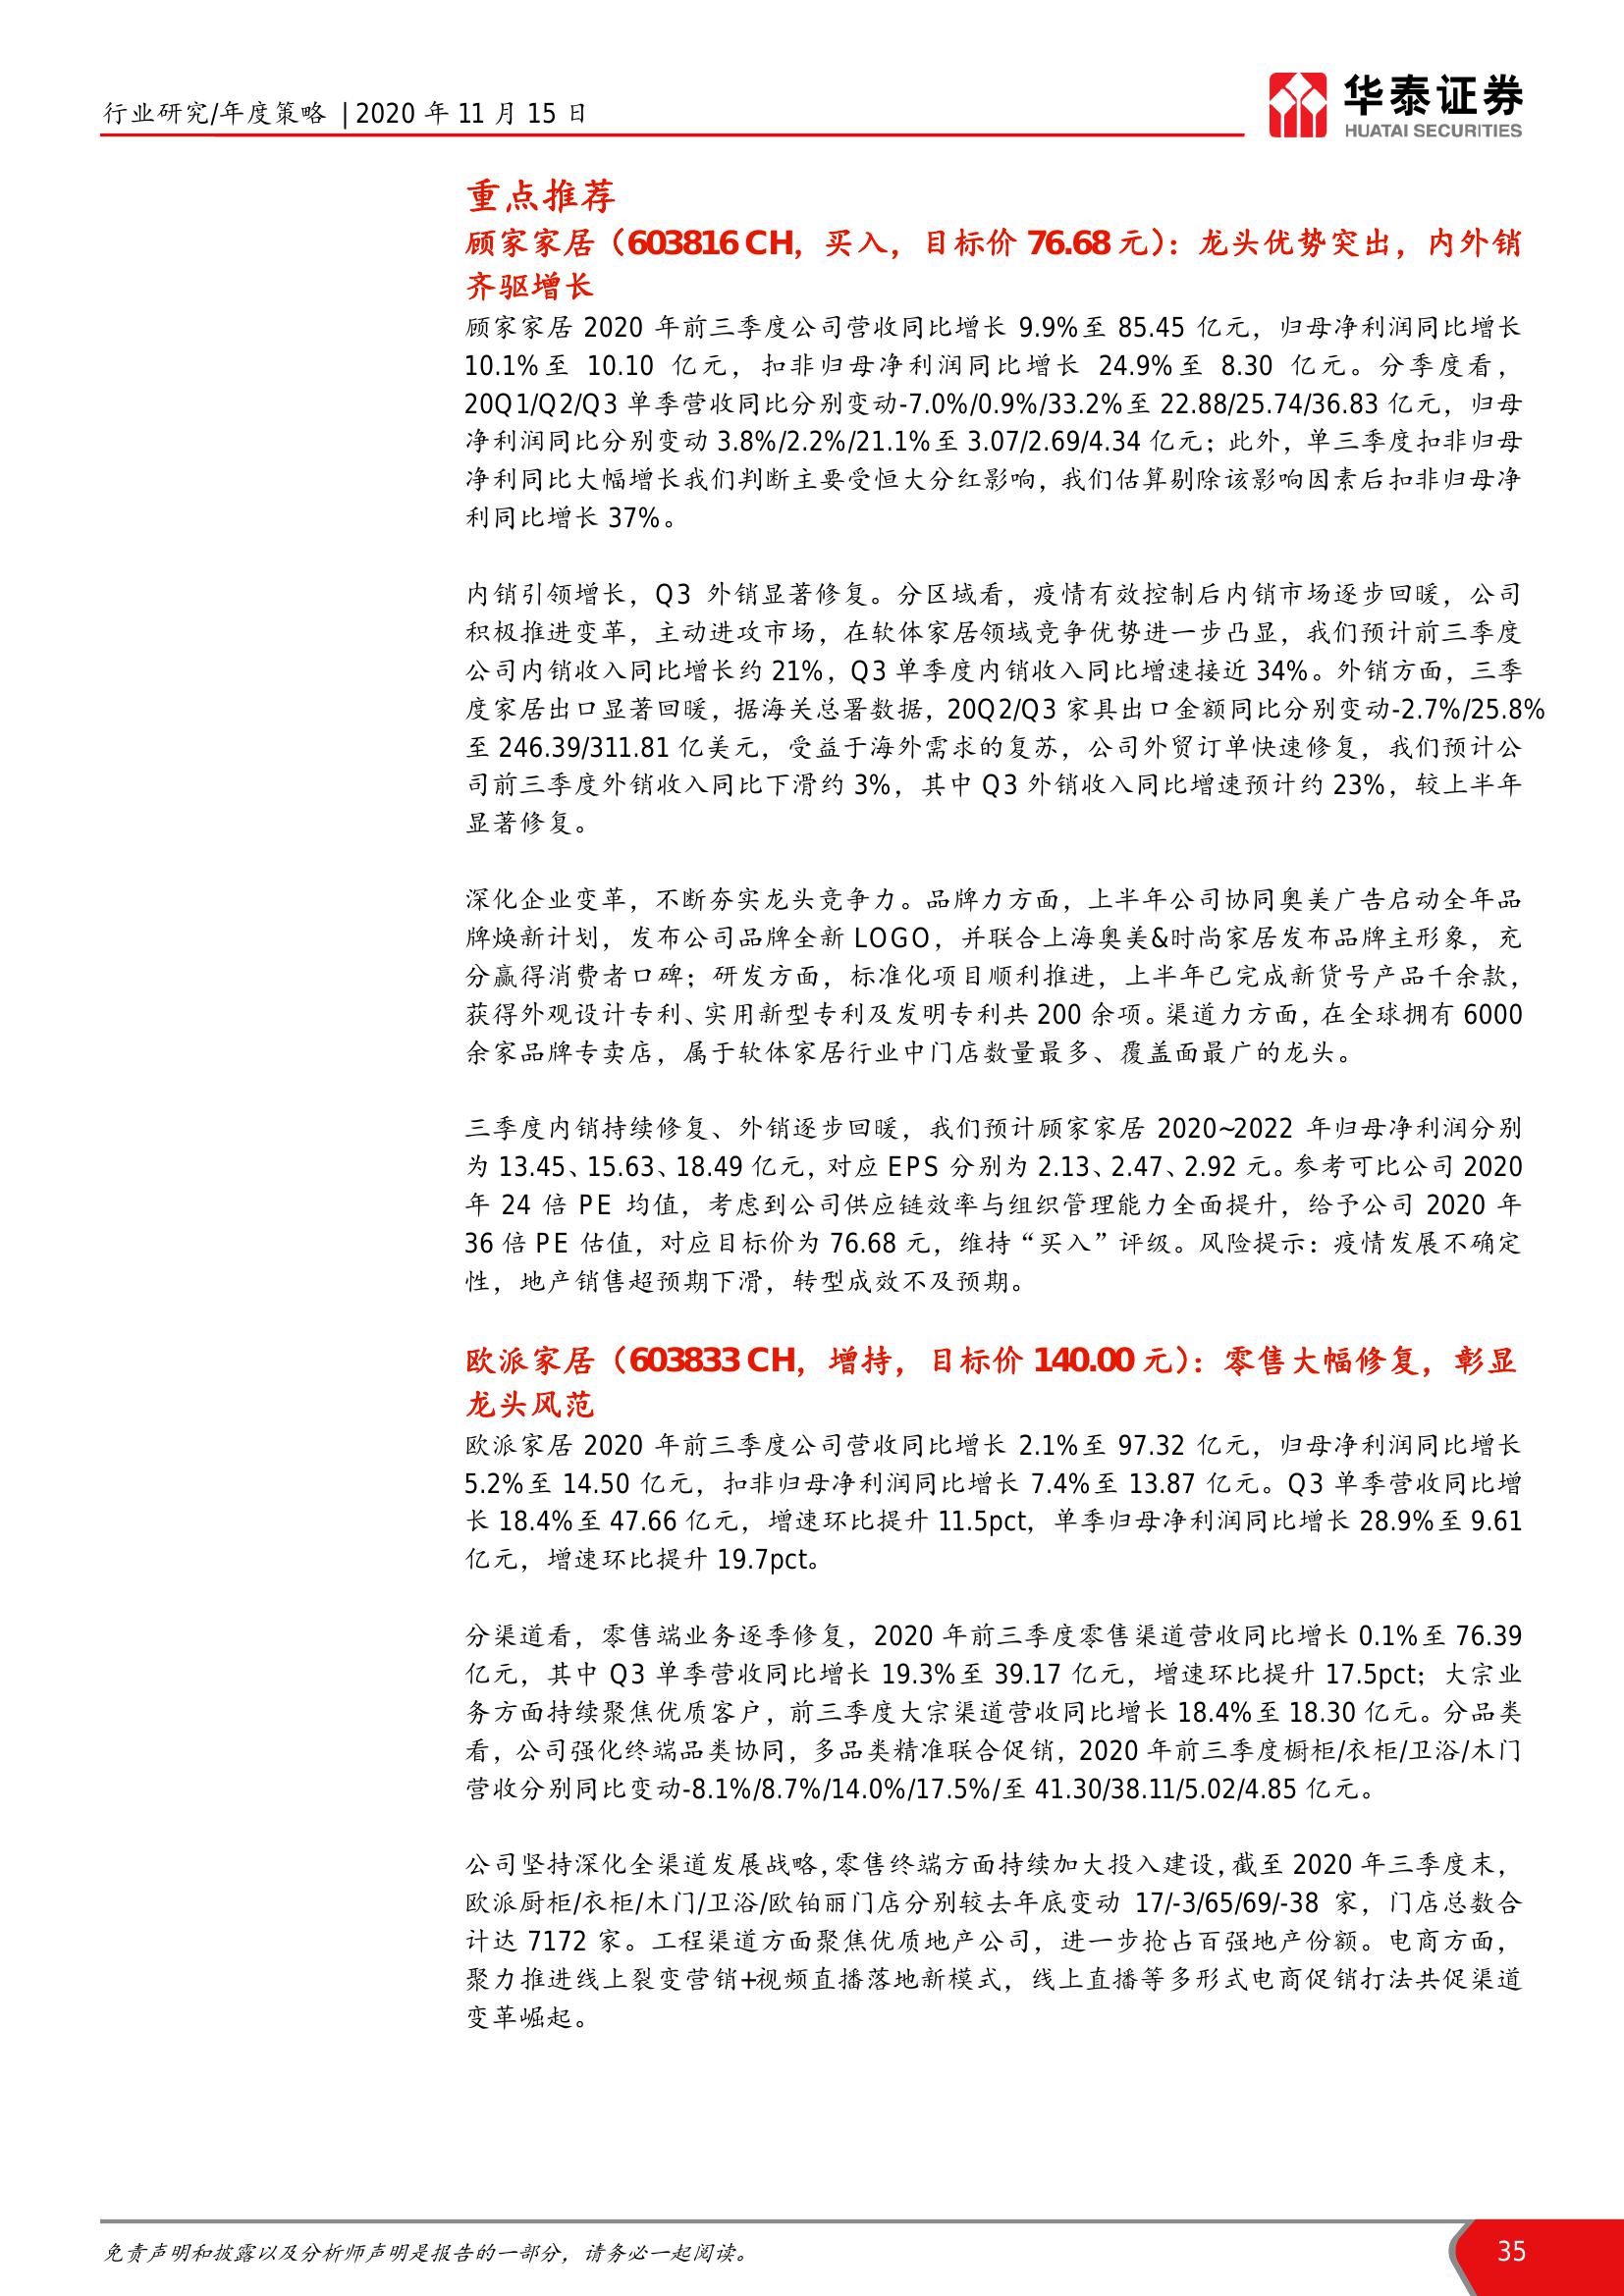 行业研究/年度策略 | 2020 年 11 月 15 日
华泰证券
HUATAI SECURITIES
重点推荐
顾家家居（603816 CH，买入，目标价 76.68 元）：龙头优势突出，内外销
齐驱增长
顾家家居 2020 年前三季度公司营收同比增长 9.9%至 85.45 亿元，归母净利润同比增长
10.1%至 10.10 亿元，扣非归母净利润同比增长 24.9%至 8.30 亿元。分季度看，
20Q1/Q2/Q3 单季营收同比分别变动-7.0%/0.9%/33.2%至 22.88/25.74/36.83 亿元，归母
净利润同比分别变动 3.8%/2.2%/21.1%至 3.07/2.69/4.34 亿元；此外，单三季度扣非归母
净利同比大幅增长我们判断主要受恒大分红影响，我们估算剔除该影响因素后扣非归母净
利同比增长 37%。
内销引领增长，Q3 外销显著修复。分区域看，疫情有效控制后内销市场逐步回暖，公司
积极推进变革，主动进攻市场，在软体家居领域竞争优势进一步凸显，我们预计前三季度
公司内销收入同比增长约 21%，Q3 单季度内销收入同比增速接近 34%。外销方面，三季
度家居出口显著回暖，据海关总署数据，20Q2/Q3 家具出口金额同比分别变动-2.7%/25.8%
至 246.39/311.81 亿美元，受益于海外需求的复苏，公司外贸订单快速修复，我们预计公
司前三季度外销收入同比下滑约 3%，其中 Q3 外销收入同比增速预计约 23%，较上半年
显著修复。
深化企业变革，不断夯实龙头竞争力。品牌力方面，上半年公司协同奥美广告启动全年品
牌焕新计划，发布公司品牌全新 LOGO，并联合上海奥美&时尚家居发布品牌主形象，充
分赢得消费者口碑；研发方面，标准化项目顺利推进，上半年已完成新货号产品千余款，
获得外观设计专利、实用新型专利及发明专利共 200 余项。渠道力方面，在全球拥有 6000
余家品牌专卖店，属于软体家居行业中门店数量最多、覆盖面最广的龙头。
三季度内销持续修复、外销逐步回暖，我们预计顾家家居 2020~2022 年归母净利润分别
为 13.45、15.63、18.49 亿元，对应 EPS 分别为 2.13、2.47、2.92 元。参考可比公司 2020
年 24 倍 PE 均值，考虑到公司供应链效率与组织管理能力全面提升，给予公司 2020 年
36 倍 PE 估值，对应目标价为 76.68 元，维持“买入”评级。风险提示：疫情发展不确定
性，地产销售超预期下滑，转型成效不及预期。
欧派家居（603833 CH，增持，目标价 140.00 元）：零售大幅修复，彰显
龙头风范
欧派家居 2020 年前三季度公司营收同比增长 2.1%至 97.32 亿元，归母净利润同比增长
5.2%至 14.50 亿元，扣非归母净利润同比增长 7.4%至 13.87 亿元。Q3 单季营收同比增
长 18.4%至 47.66 亿元，增速环比提升 11.5pct，单季归母净利润同比增长 28.9%至 9.61
亿元，增速环比提升 19.7pct。
分渠道看，零售端业务逐季修复，2020 年前三季度零售渠道营收同比增长 0.1%至 76.39
亿元，其中 Q3 单季营收同比增长 19.3%至 39.17 亿元，增速环比提升 17.5pct；大宗业
务方面持续聚焦优质客户，前三季度大宗渠道营收同比增长 18.4%至 18.30 亿元。分品类
看，公司强化终端品类协同，多品类精准联合促销，2020 年前三季度橱柜/衣柜/卫浴/木门
营收分别同比变动-8.1%/8.7%/14.0%/17.5%/至 41.30/38.11/5.02/4.85 亿元。
公司坚持深化全渠道发展战略，零售终端方面持续加大投入建设，截至 2020 年三季度末，
欧派厨柜/衣柜/木门/卫浴/欧铂丽门店分别较去年底变动 17/-3/65/69/-38 家，门店总数合
计达 7172 家。工程渠道方面聚焦优质地产公司，进一步抢占百强地产份额。电商方面，
聚力推进线上裂变营销+视频直播落地新模式，线上直播等多形式电商促销打法共促渠道
变革崛起。
免责声明和披露以及分析师声明是报告的一部分，请务必一起阅读。
35